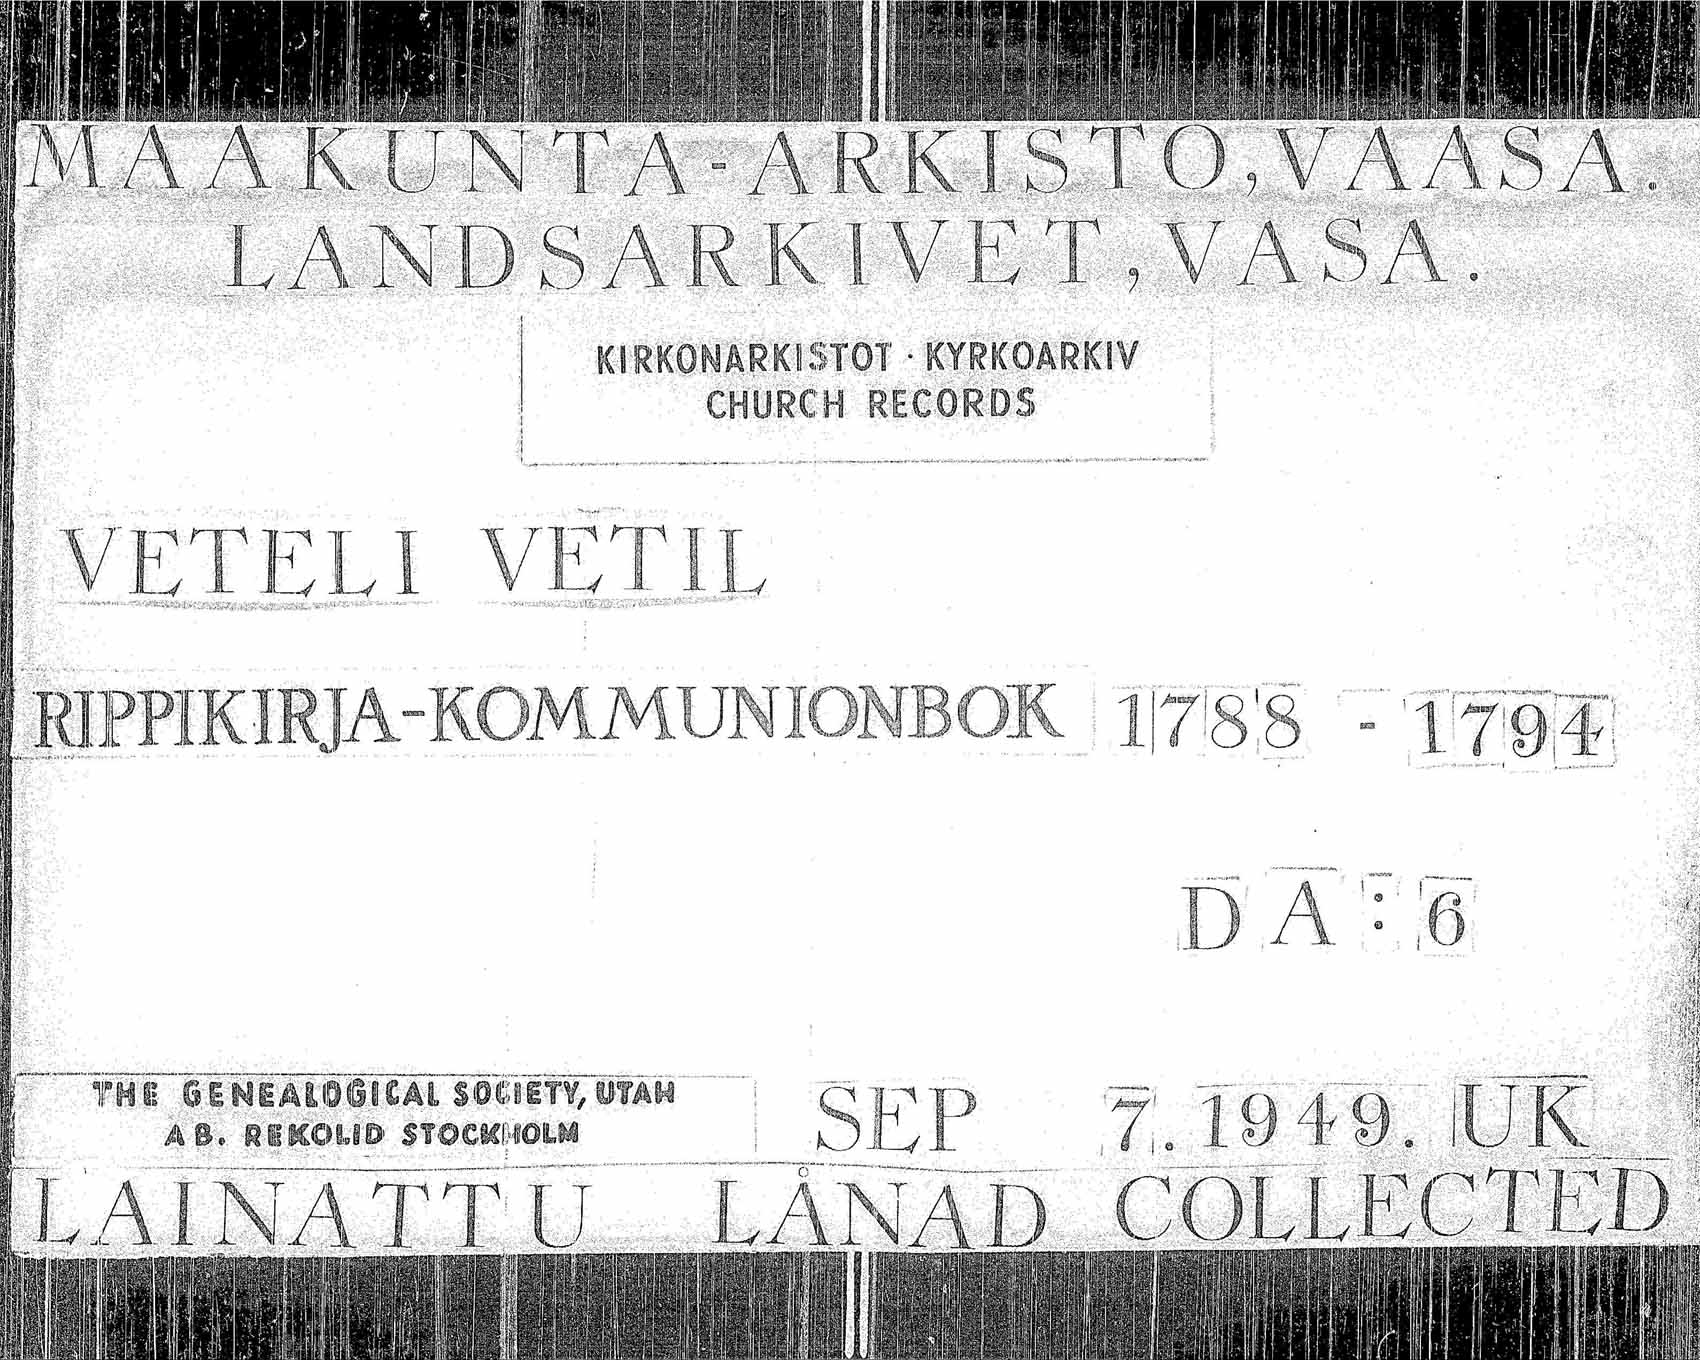 MAAKUNTA-ARKISTO, VAASA.
LANDSARKIVET, VASA.
KIRKONARKISTOT · KYRKOARKIV
CHURCH RECORDS
VETELI VETIL
RIPPIKIRJA-KOMMUNIONBOK 1788 - 1794
DA:6
THE GENEALOGICAL SOCIETY, UTAH
AB. REKOLID STOCKHOLM
SEP 7. 1949. UK
LAINATTU LÅNAD COLLECTED